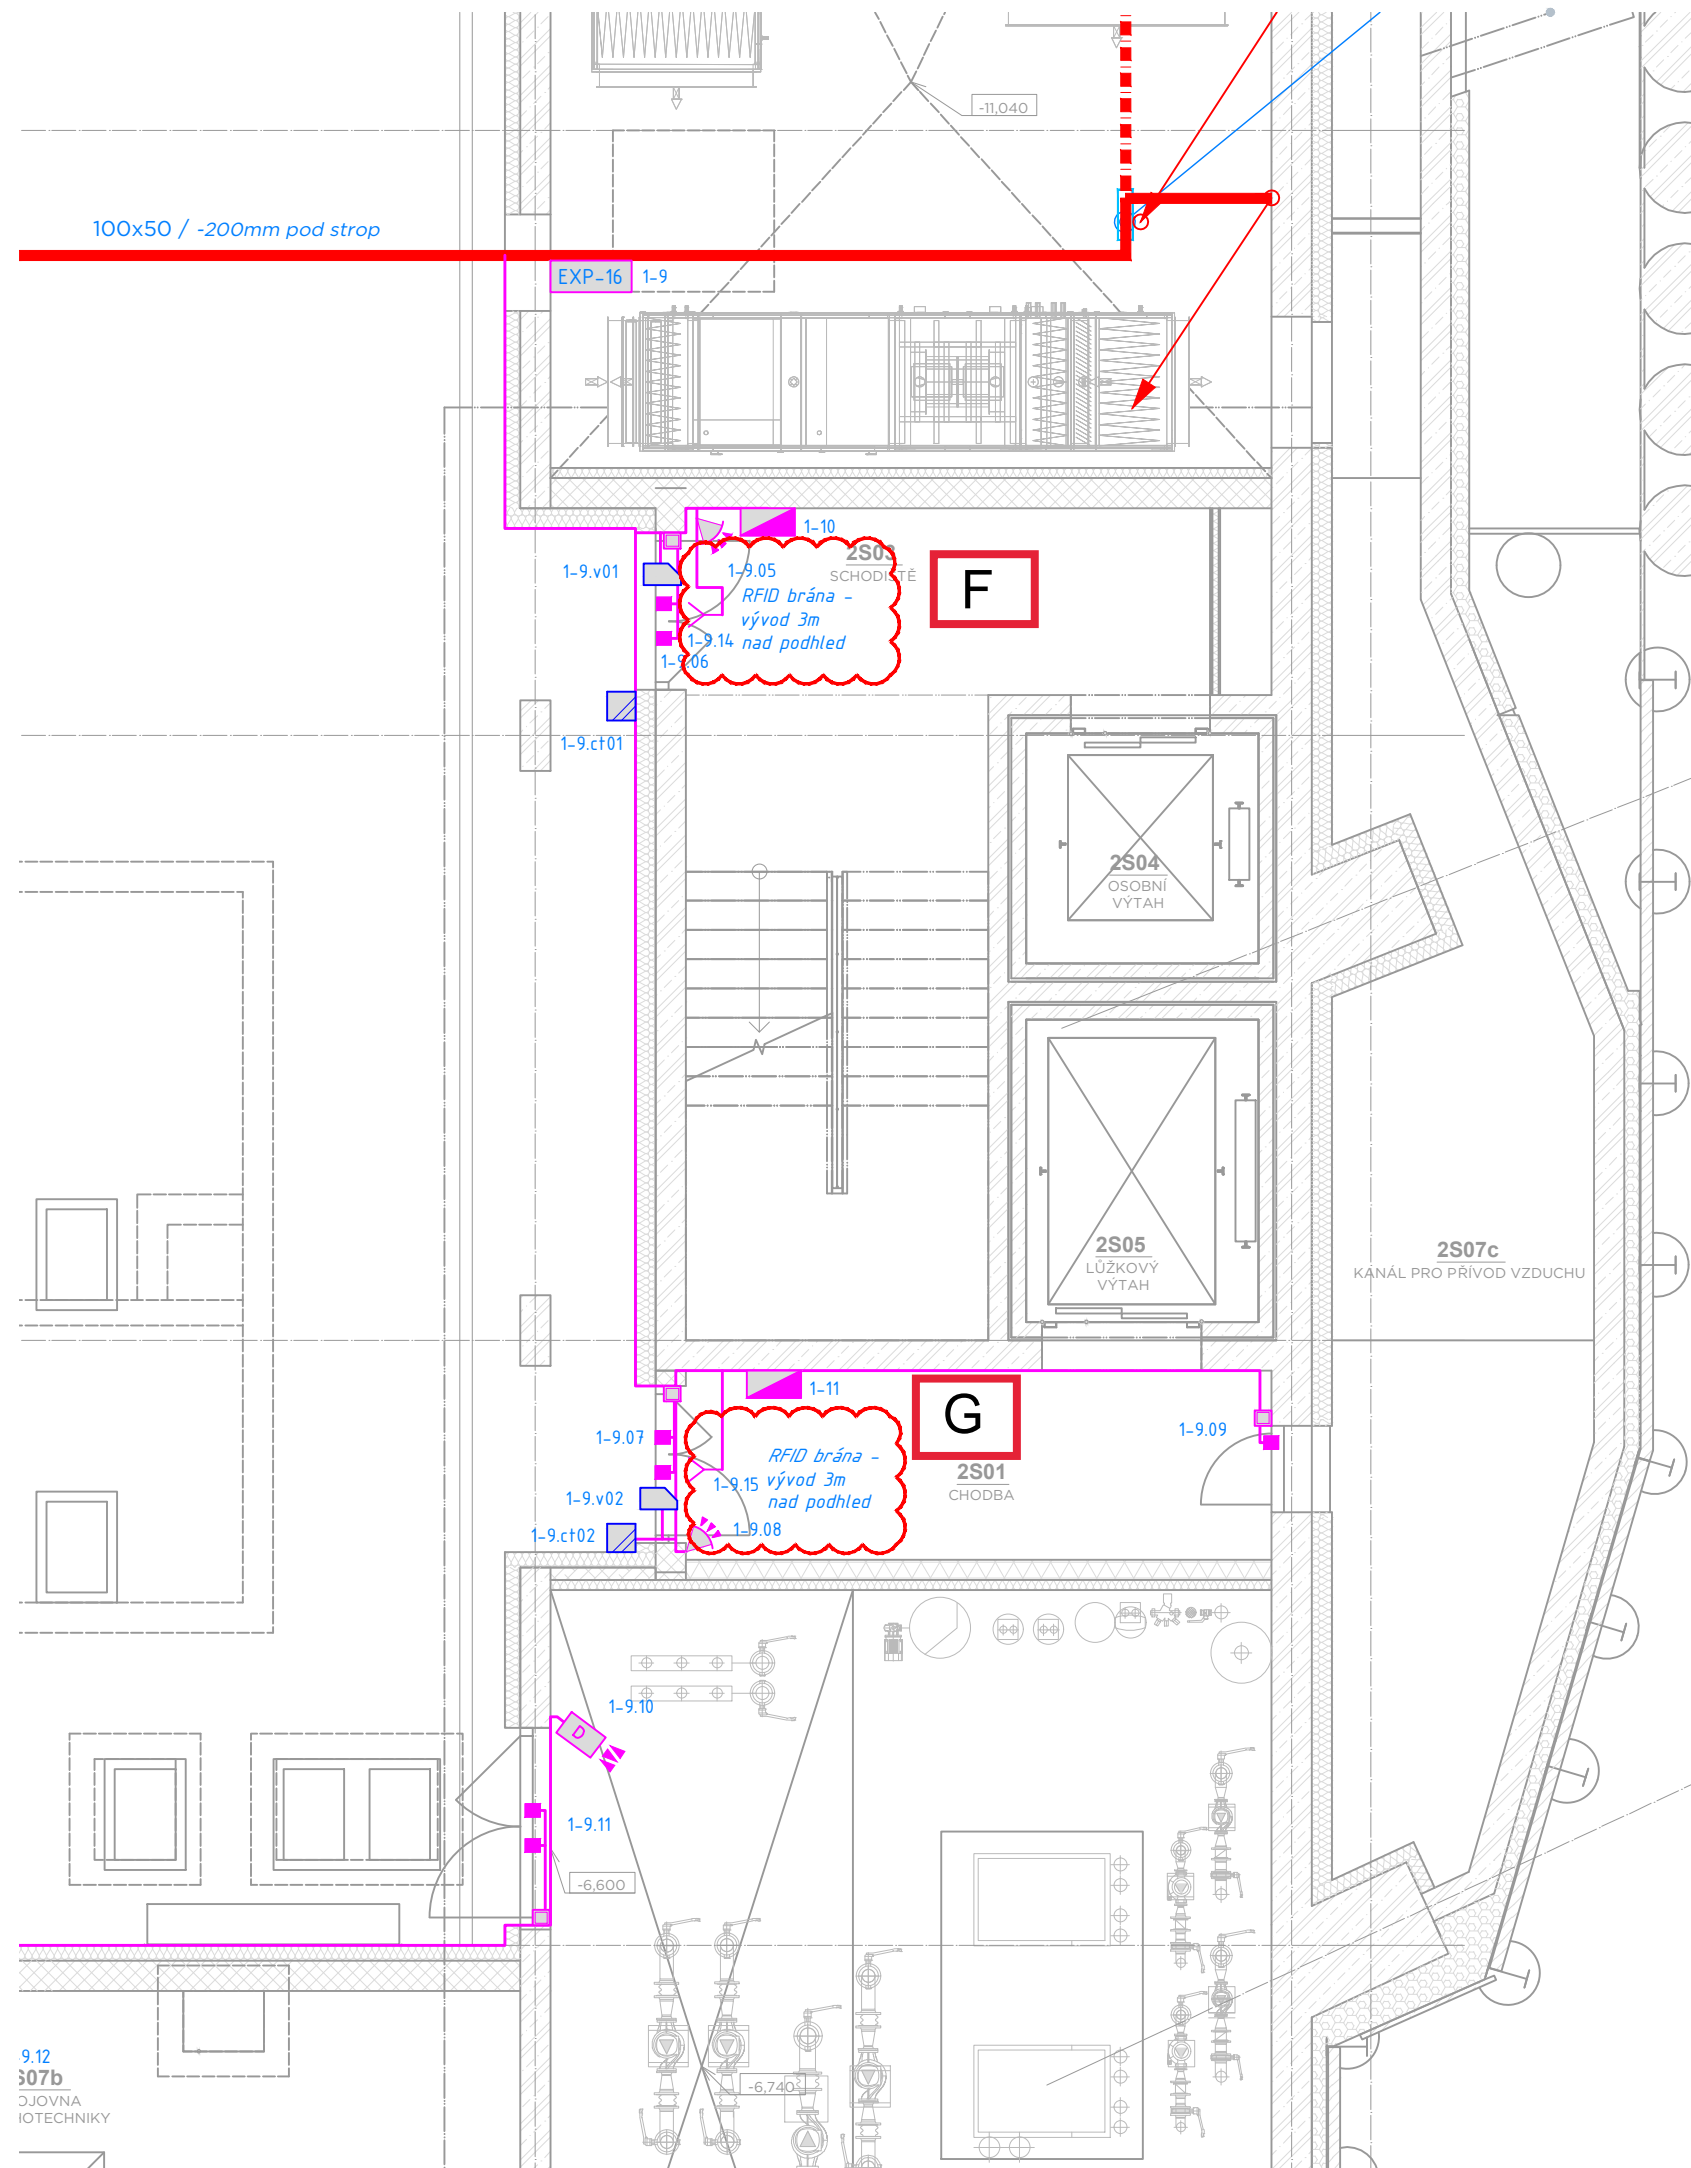 -11,040
100x50 / -200mm pod strop
EXP-16
1-9
1-10
2S03
SCHODISTĚ
F
1-9.v01
1-9.05
RFID brána -
vývod 3m
nad podhled
1-9.14
1-9.06
1-9.ct01
2S04
OSOBNÍ
VÝTAH
2S05
LŮŽKOVÝ
VÝTAH
2S07c
KANÁL PRO PŘÍVOD VZDUCHU
1-11
G
1-9.07
1-9.09
RFID brána -
vývod 3m
nad podhled
1-9.15
2S01
CHODBA
1-9.v02
1-9.ct02
1-9.08
1-9.10
D
1-9.11
-6,600
9.12
S07b
OJOVNA
HOTECHNIKY
-6,740